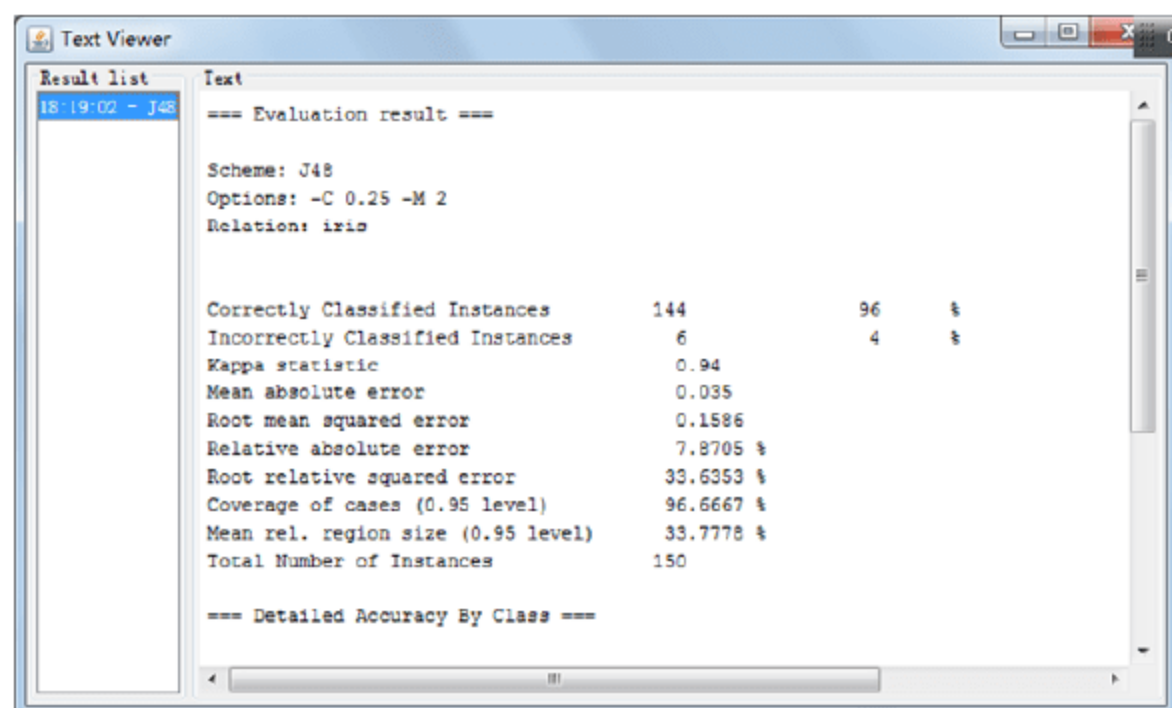 Text Viewer
Result list
Text
18:19:02 - J48
=== Evaluation result ===
Scheme: J48
Options: -C 0.25 -M 2
Relation: iris
Correctly Classified Instances 144 96 %
Incorrectly Classified Instances 6 4 %
Kappa statistic 0.94
Mean absolute error 0.035
Root mean squared error 0.1586
Relative absolute error 7.8705 %
Root relative squared error 33.6353 %
Coverage of cases (0.95 level) 96.6667 %
Mean rel. region size (0.95 level) 33.7778 %
Total Number of Instances 150
=== Detailed Accuracy By Class ===